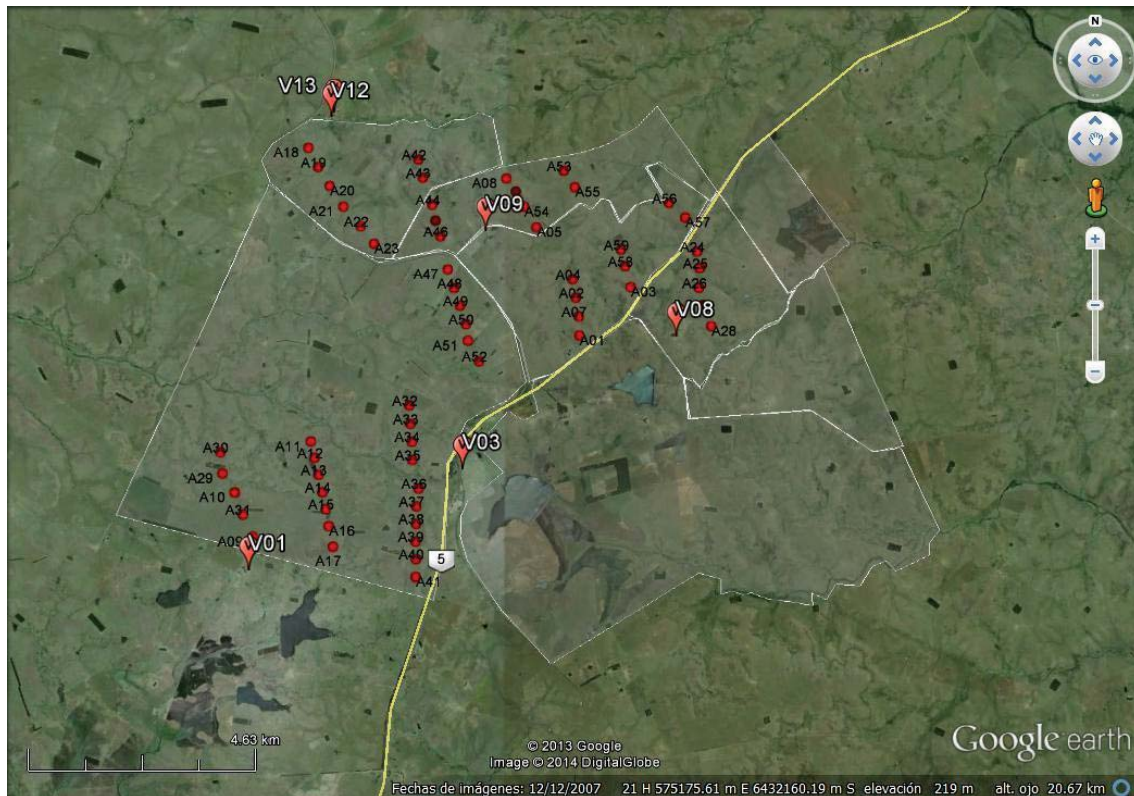 N
V13 V12
A18
A42
A19
A43
A53
A08
A20
A55
A44
V09
A54
A56
A21
A22
A05
A57
A46
A23
A59
A24
A58
A25
A47
A04
A48
A03
A26
A02
A49
A07
V08
A50
A28
A51
A01
A52
A32
A33
A11
A34
V03
A30
A12
A35
A29
A13
A10
A14
A36
A31
A15
A37
A16
A38
A09
V01
A39
A17
A40
5
A41
4.63 km
© 2013 Google
Image © 2014 DigitalGlobe
Google earth
Fechas de imágenes: 12/12/2007 21 H 575175.61 m E 6432160.19 m S elevación 219 m alt. ojo 20.67 km